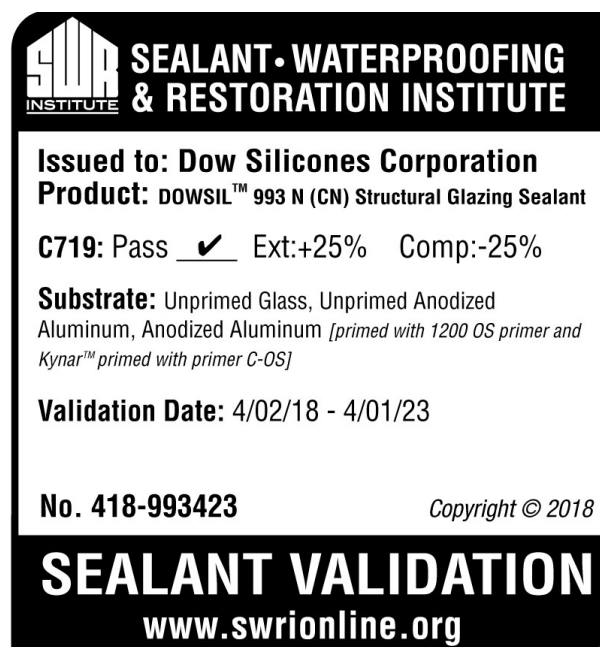 SWR
INSTITUTE
SEALANT • WATERPROOFING
& RESTORATION INSTITUTE
Issued to: Dow Silicones Corporation
Product: DOWSIL™ 993 N (CN) Structural Glazing Sealant
C719: Pass ✔ Ext:+25% Comp:-25%
Substrate: Unprimed Glass, Unprimed Anodized
Aluminum, Anodized Aluminum [primed with 1200 OS primer and
Kynar™ primed with primer C-OS]
Validation Date: 4/02/18 - 4/01/23
No. 418-993423
Copyright © 2018
SEALANT VALIDATION
www.swrionline.org